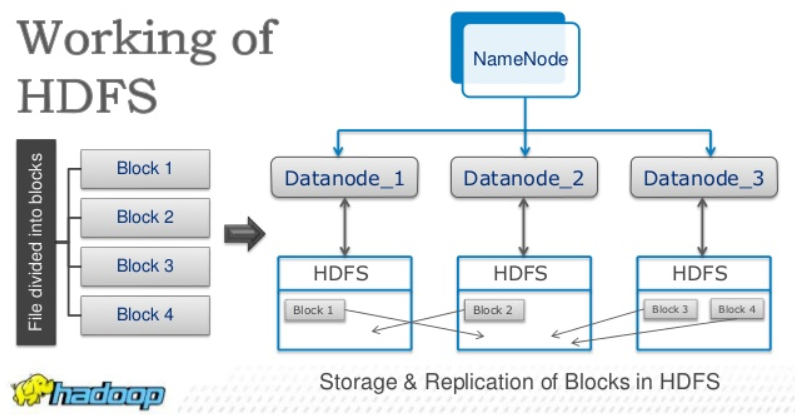 Working of
HDFS
NameNode
File divided into blocks
Block 1
Block 2
Block 3
Block 4
Datanode_1
Datanode_2
Datanode_3
HDFS
HDFS
HDFS
Block 1
Block 2
Block 3
Block 4
hadoop
Storage & Replication of Blocks in HDFS